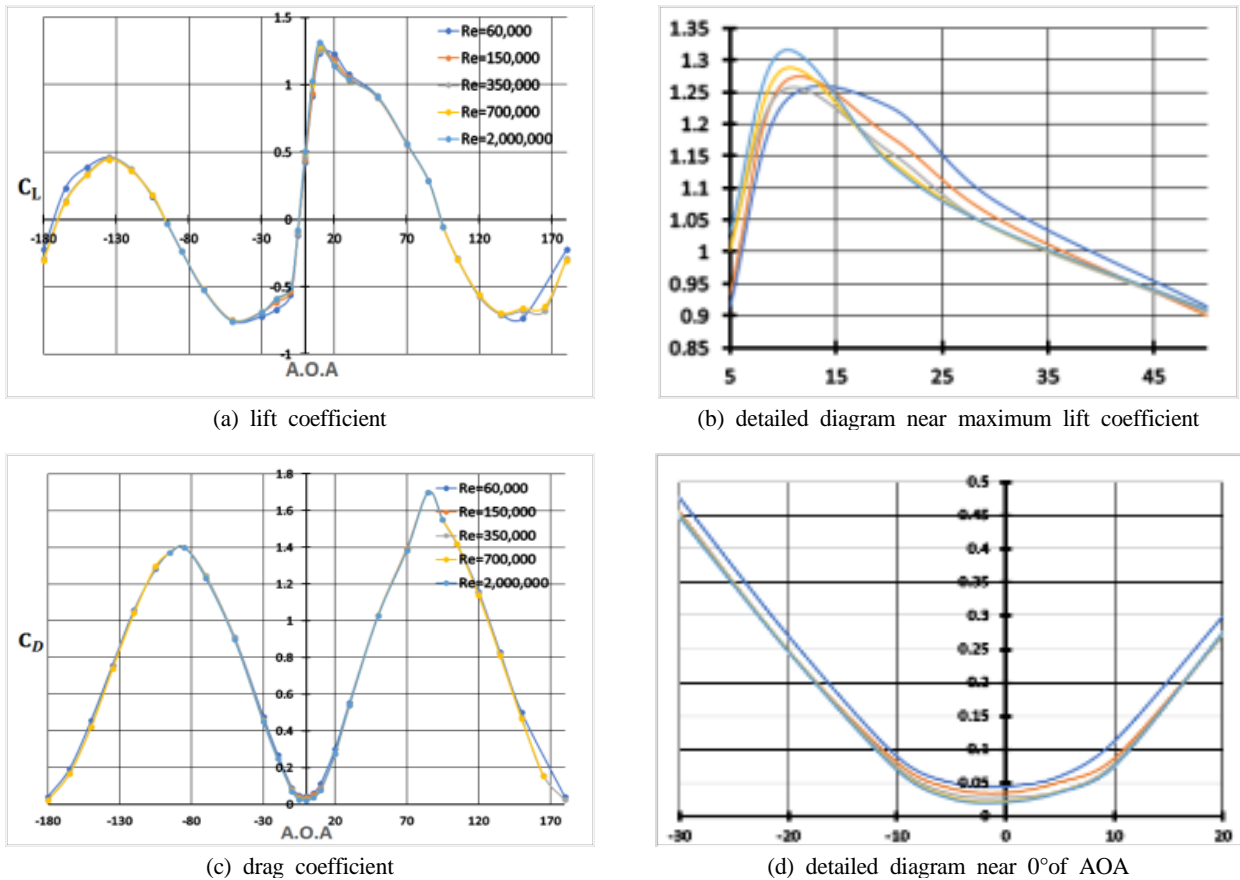 1.5
Re=60,000
1
Re=150,000
Re=350,000
Re=700,000
0.5
Re=2,000,000
C_L
0
-180 -130 -80 -30 20 70 120 170
-0.5
-1
A.O.A
(a) lift coefficient
1.35
1.3
1.25
1.2
1.15
1.1
1.05
1
0.95
0.9
0.85
5 15 25 35 45
(b) detailed diagram near maximum lift coefficient
1.8
Re=60,000
1.6
Re=150,000
1.4
Re=350,000
Re=700,000
1.2
Re=2,000,000
1
C_D
0.8
0.6
0.4
0.2
0
-180 -130 -80 -30 20 70 120 170
A.O.A
(c) drag coefficient
0.5
0.45
0.4
0.35
0.3
0.25
0.2
0.15
0.1
0.05
0
-30 -20 -10 0 10 20
(d) detailed diagram near 0°of AOA